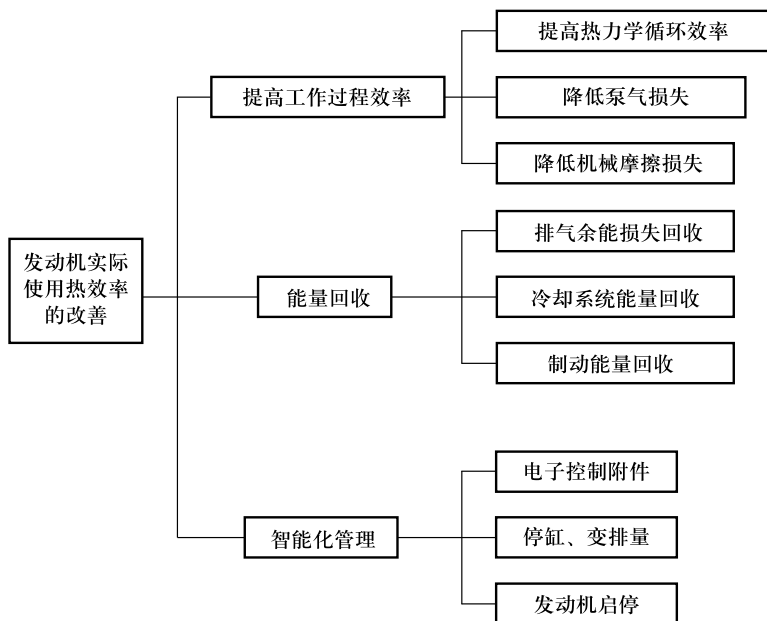 发动机实际
使用热效率
的改善
提高工作过程效率
提高热力学循环效率
降低泵气损失
降低机械摩擦损失
能量回收
排气余能损失回收
冷却系统能量回收
制动能量回收
智能化管理
电子控制附件
停缸、变排量
发动机启停